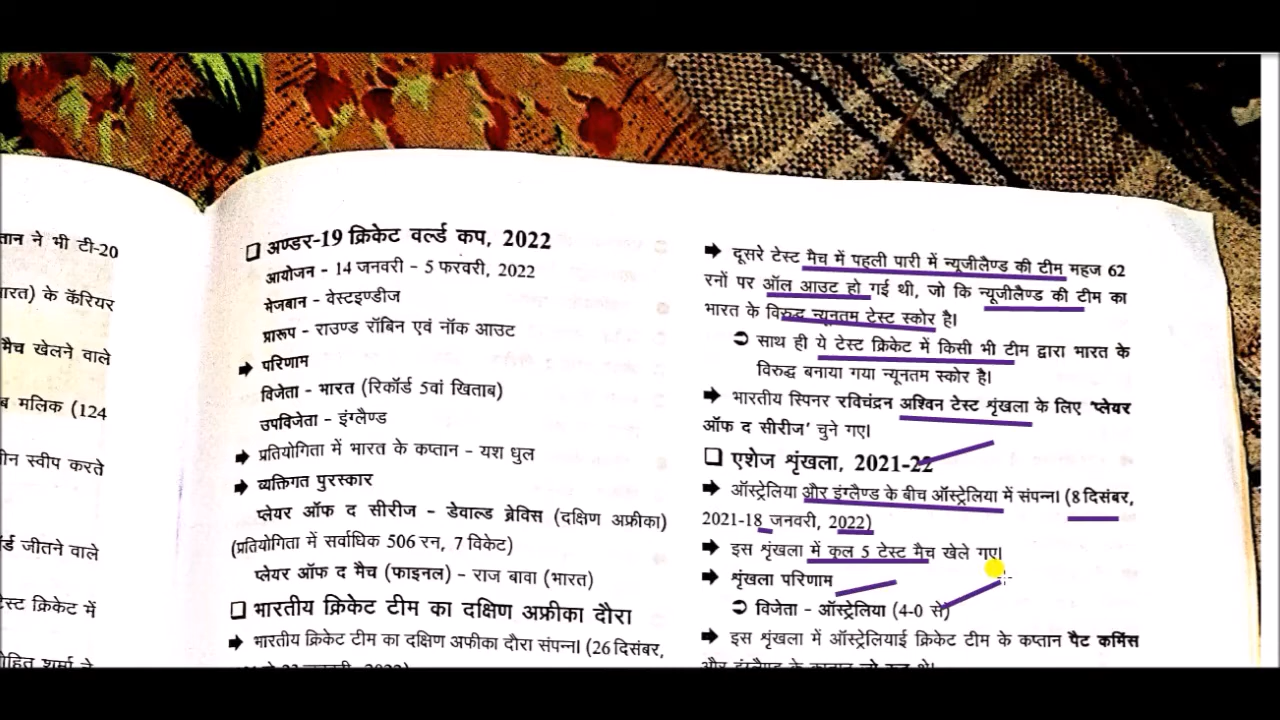 तान ने भी टी-20
ारत) के कॅरियर
मैच खेलने वाले
ब मलिक (124
ीन स्वीप करते
र्ड जीतने वाले
ेस्ट क्रिकेट में
ोहित शर्मा ने
❑ अण्डर-19 क्रिकेट वर्ल्ड कप, 2022
आयोजन - 14 जनवरी - 5 फरवरी, 2022
मेजबान - वेस्टइण्डीज
प्रारूप - राउण्ड रॉबिन एवं नॉक आउट
➡ परिणाम
विजेता - भारत (रिकॉर्ड 5वां खिताब)
उपविजेता - इंग्लैण्ड
➡ प्रतियोगिता में भारत के कप्तान - यश धुल
➡ व्यक्तिगत पुरस्कार
प्लेयर ऑफ द सीरीज - डेवाल्ड ब्रेविस (दक्षिण अफ्रीका)
(प्रतियोगिता में सर्वाधिक 506 रन, 7 विकेट)
प्लेयर ऑफ द मैच (फाइनल) - राज बावा (भारत)
❑ भारतीय क्रिकेट टीम का दक्षिण अफ्रीका दौरा
➡ भारतीय क्रिकेट टीम का दक्षिण अफीका दौरा संपन्न। (26 दिसंबर,
जनवरी, 2022)
➡ दूसरे टेस्ट मैच में पहली पारी में न्यूजीलैण्ड की टीम महज 62
रनों पर ऑल आउट हो गई थी, जो कि न्यूजीलैण्ड की टीम का
भारत के विरुद्ध न्यूनतम टेस्ट स्कोर है।
➲ साथ ही ये टेस्ट क्रिकेट में किसी भी टीम द्वारा भारत के
विरुद्ध बनाया गया न्यूनतम स्कोर है।
➡ भारतीय स्पिनर रविचंद्रन अश्विन टेस्ट शृंखला के लिए 'प्लेयर
ऑफ द सीरीज' चुने गए।
❑ एशेज शृंखला, 2021-22
➡ ऑस्ट्रेलिया और इंग्लैण्ड के बीच ऑस्ट्रेलिया में संपन्न। (8 दिसंबर,
2021-18 जनवरी, 2022)
➡ इस शृंखला में कुल 5 टेस्ट मैच खेले गए।
➡ शृंखला परिणाम
➲ विजेता - ऑस्ट्रेलिया (4-0 से)
➡ इस शृंखला में ऑस्ट्रेलियाई क्रिकेट टीम के कप्तान पैट कमिंस
और इंग्लैण्ड के कप्तान जो रूट थे।